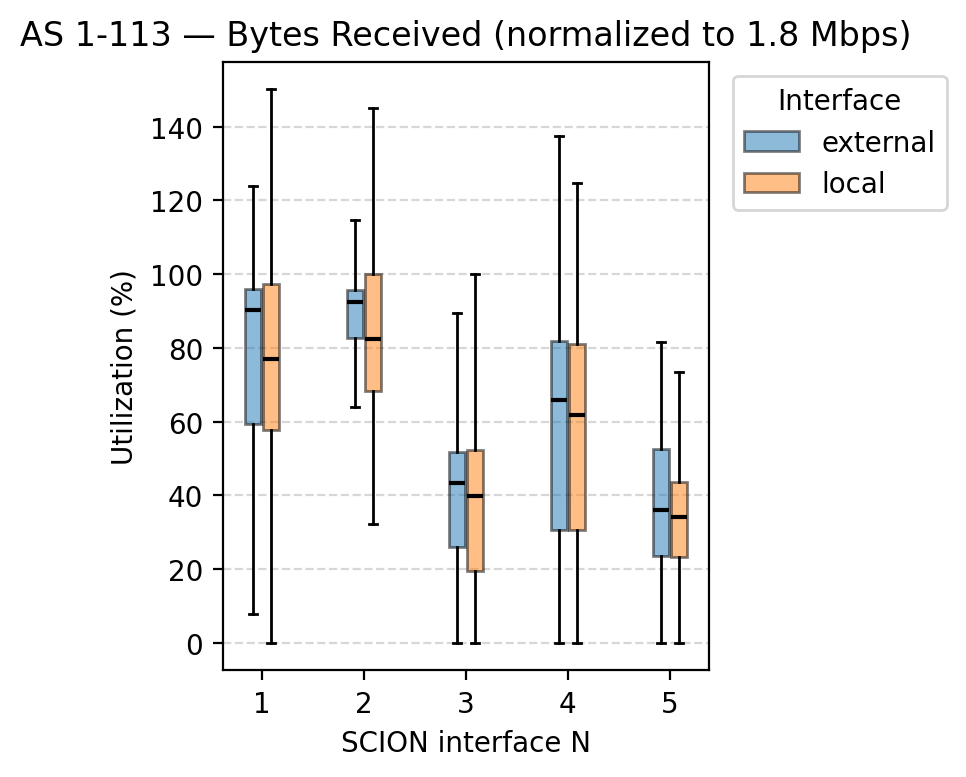 AS 1-113 — Bytes Received (normalized to 1.8 Mbps)
Interface
external
local
Utilization (%)
140
120
100
80
60
40
20
0
1 2 3 4 5
SCION interface N